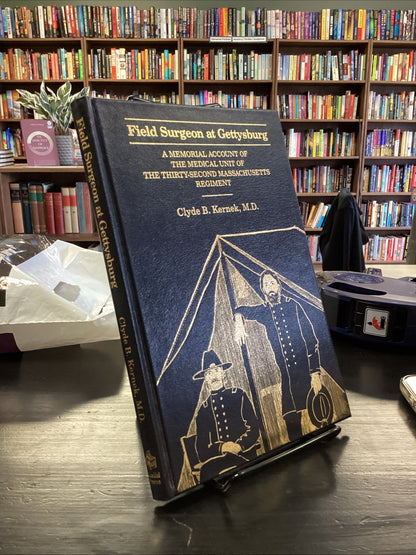 Field Surgeon at Gettysburg
A MEMORIAL ACCOUNT OF
THE MEDICAL UNIT OF
THE THIRTY-SECOND MASSACHUSETTS
REGIMENT
Clyde B. Kernek, M.D.
Field Surgeon at Gettysburg
Clyde B. Kernek, M.D.